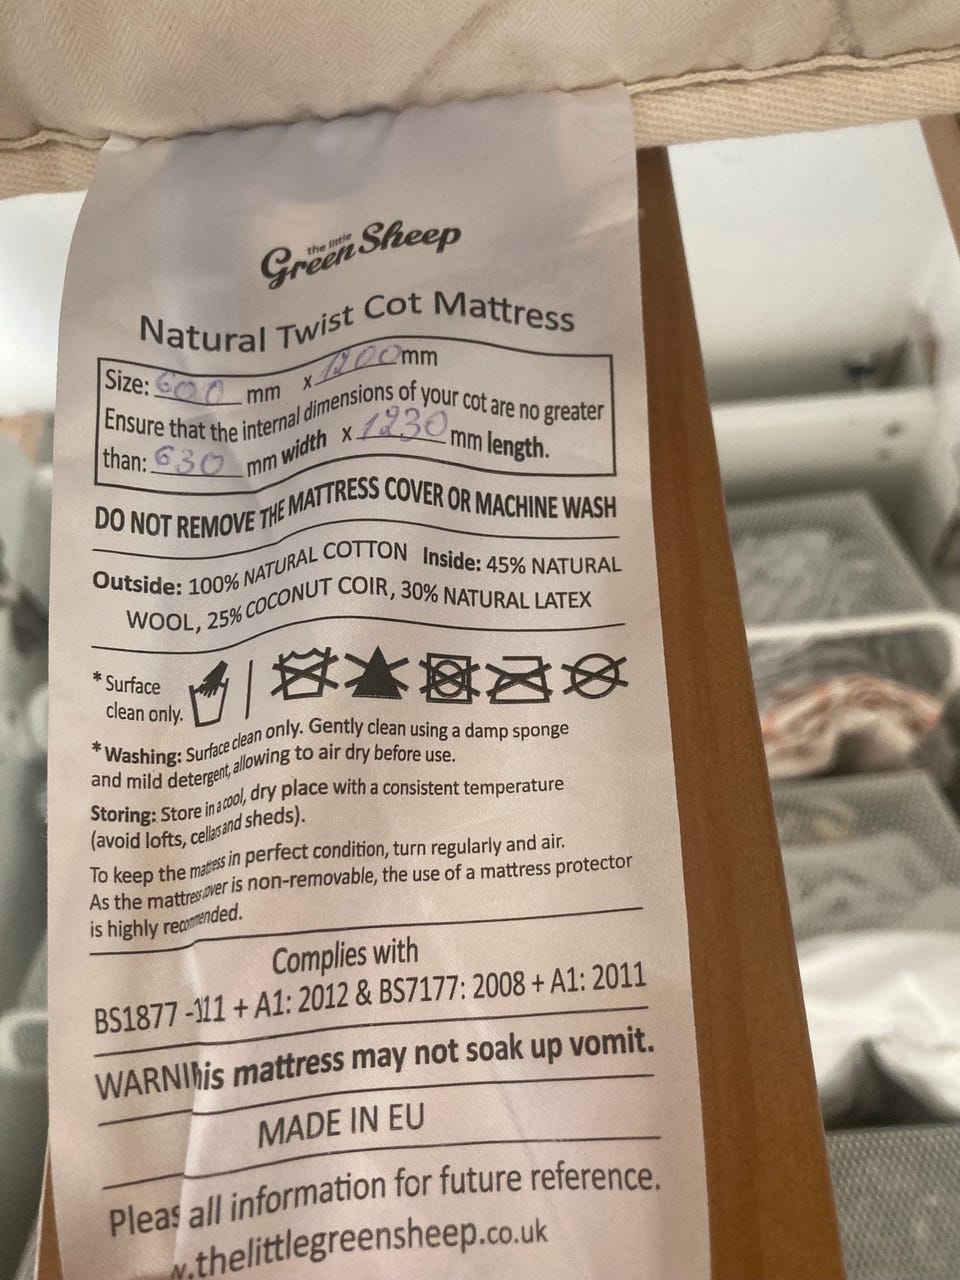 the little
Green Sheep
Natural Twist Cot Mattress
Size: 600 mm x 1200 mm
Ensure that the internal dimensions of your cot are no greater
than: 630 mm width x 1230 mm length.
DO NOT REMOVE THE MATTRESS COVER OR MACHINE WASH
Outside: 100% NATURAL COTTON Inside: 45% NATURAL
WOOL, 25% COCONUT COIR, 30% NATURAL LATEX
* Surface
clean only.
*Washing: Surface clean only. Gently clean using a damp sponge
and mild detergent, allowing to air dry before use.
Storing: Store in a cool, dry place with a consistent temperature
(avoid lofts, cellars and sheds).
To keep the mattress in perfect condition, turn regularly and air.
As the mattress cover is non-removable, the use of a mattress protector
is highly recommended.
Complies with
BS1877 - 11 + A1: 2012 & BS7177: 2008 + A1: 2011
his mattress may not soak up vomit.
MADE IN EU
all information for future reference.
.thelittlegreensheep.co.uk